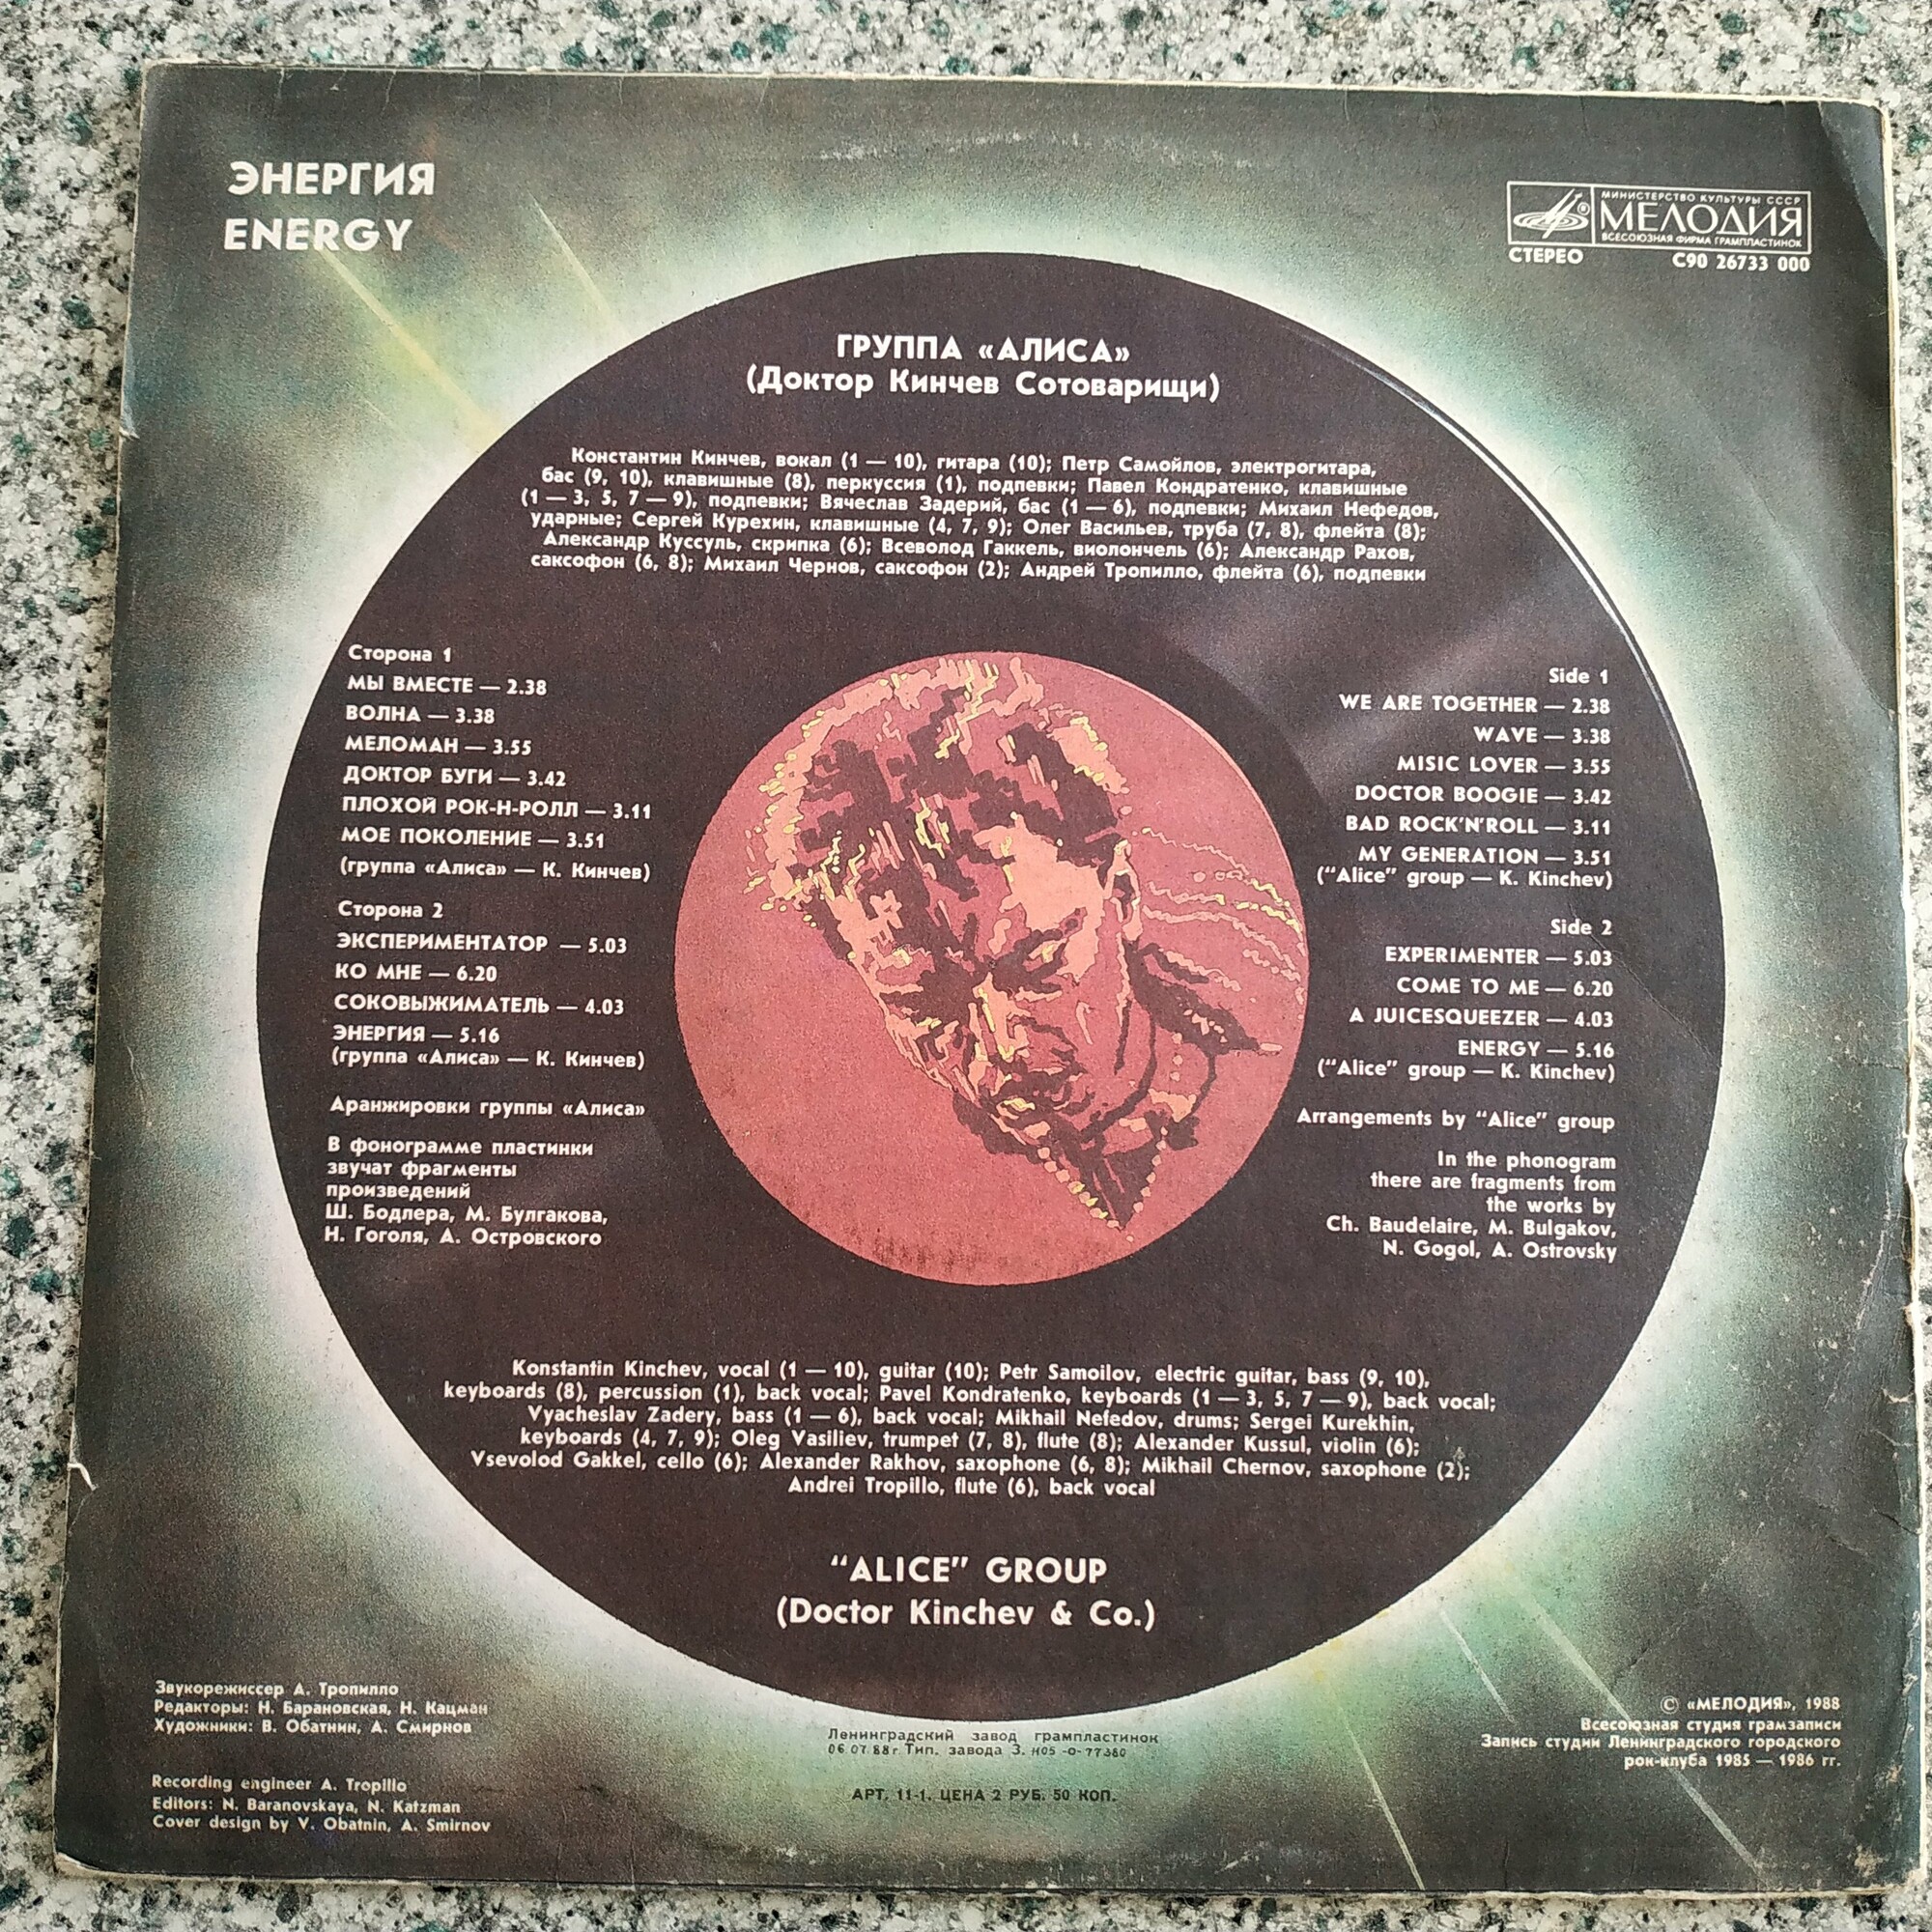 ЭНЕРГИЯ
ENERGY
МИНИСТЕРСТВО КУЛЬТУРЫ СССР
МЕЛОДИЯ
ВСЕСОЮЗНАЯ ФИРМА ГРАМПЛАСТИНОК
СТЕРЕО С90 26733 000
ГРУППА «АЛИСА»
(Доктор Кинчев Сотоварищи)
Константин Кинчев, вокал (1 — 10), гитара (10); Петр Самойлов, электрогитара,
бас (9, 10), клавишные (8), перкуссия (1), подпевки; Павел Кондратенко, клавишные
(1 — 3, 5, 7 — 9), подпевки; Вячеслав Задерий, бас (1 — 6), подпевки; Михаил Нефедов,
ударные; Сергей Курехин, клавишные (4, 7, 9); Олег Васильев, труба (7, 8), флейта (8);
Александр Куссуль, скрипка (6); Всеволод Гаккель, виолончель (6); Александр Рахов,
саксофон (6, 8); Михаил Чернов, саксофон (2); Андрей Тропилло, флейта (6), подпевки
Сторона 1
МЫ ВМЕСТЕ — 2.38
ВОЛНА — 3.38
МЕЛОМАН — 3.55
ДОКТОР БУГИ — 3.42
ПЛОХОЙ РОК-Н-РОЛЛ — 3.11
МОЕ ПОКОЛЕНИЕ — 3.51
(группа «Алиса» — К. Кинчев)
Сторона 2
ЭКСПЕРИМЕНТАТОР — 5.03
КО МНЕ — 6.20
СОКОВЫЖИМАТЕЛЬ — 4.03
ЭНЕРГИЯ — 5.16
(группа «Алиса» — К. Кинчев)
Аранжировки группы «Алиса»
В фонограмме пластинки
звучат фрагменты
произведений
Ш. Бодлера, М. Булгакова,
Н. Гоголя, А. Островского
Side 1
WE ARE TOGETHER — 2.38
WAVE — 3.38
MISIC LOVER — 3.55
DOCTOR BOOGIE — 3.42
BAD ROCK'N'ROLL — 3.11
MY GENERATION — 3.51
("Alice" group — K. Kinchev)
Side 2
EXPERIMENTER — 5.03
COME TO ME — 6.20
A JUICESQUEEZER — 4.03
ENERGY — 5.16
("Alice" group — K. Kinchev)
Arrangements by "Alice" group
In the phonogram
there are fragments from
the works by
Ch. Baudelaire, M. Bulgakov,
N. Gogol, A. Ostrovsky
Konstantin Kinchev, vocal (1 — 10), guitar (10); Petr Samoilov, electric guitar, bass (9, 10),
keyboards (8), percussion (1), back vocal; Pavel Kondratenko, keyboards (1 — 3, 5, 7 — 9), back vocal;
Vyacheslav Zadery, bass (1 — 6), back vocal; Mikhail Nefedov, drums; Sergei Kurekhin,
keyboards (4, 7, 9); Oleg Vasiliev, trumpet (7, 8), flute (8); Alexander Kussul, violin (6);
Vsevolod Gakkel, cello (6); Alexander Rakhov, saxophone (6, 8); Mikhail Chernov, saxophone (2);
Andrei Tropillo, flute (6), back vocal
"ALICE" GROUP
(Doctor Kinchev & Co.)
Звукорежиссер А. Тропилло
Редакторы: Н. Барановская, Н. Кацман
Художники: В. Обатнин, А. Смирнов
Recording engineer A. Tropillo
Editors: N. Baranovskaya, N. Katzman
Cover design by V. Obatnin, A. Smirnov
Ленинградский завод грампластинок
06.07.88г. Тип. завода З. Н05-0-77380
АРТ. 11-1. ЦЕНА 2 РУБ. 50 КОП.
© «МЕЛОДИЯ», 1988
Всесоюзная студия грамзаписи
Запись студии Ленинградского городского
рок-клуба 1985 — 1986 гг.